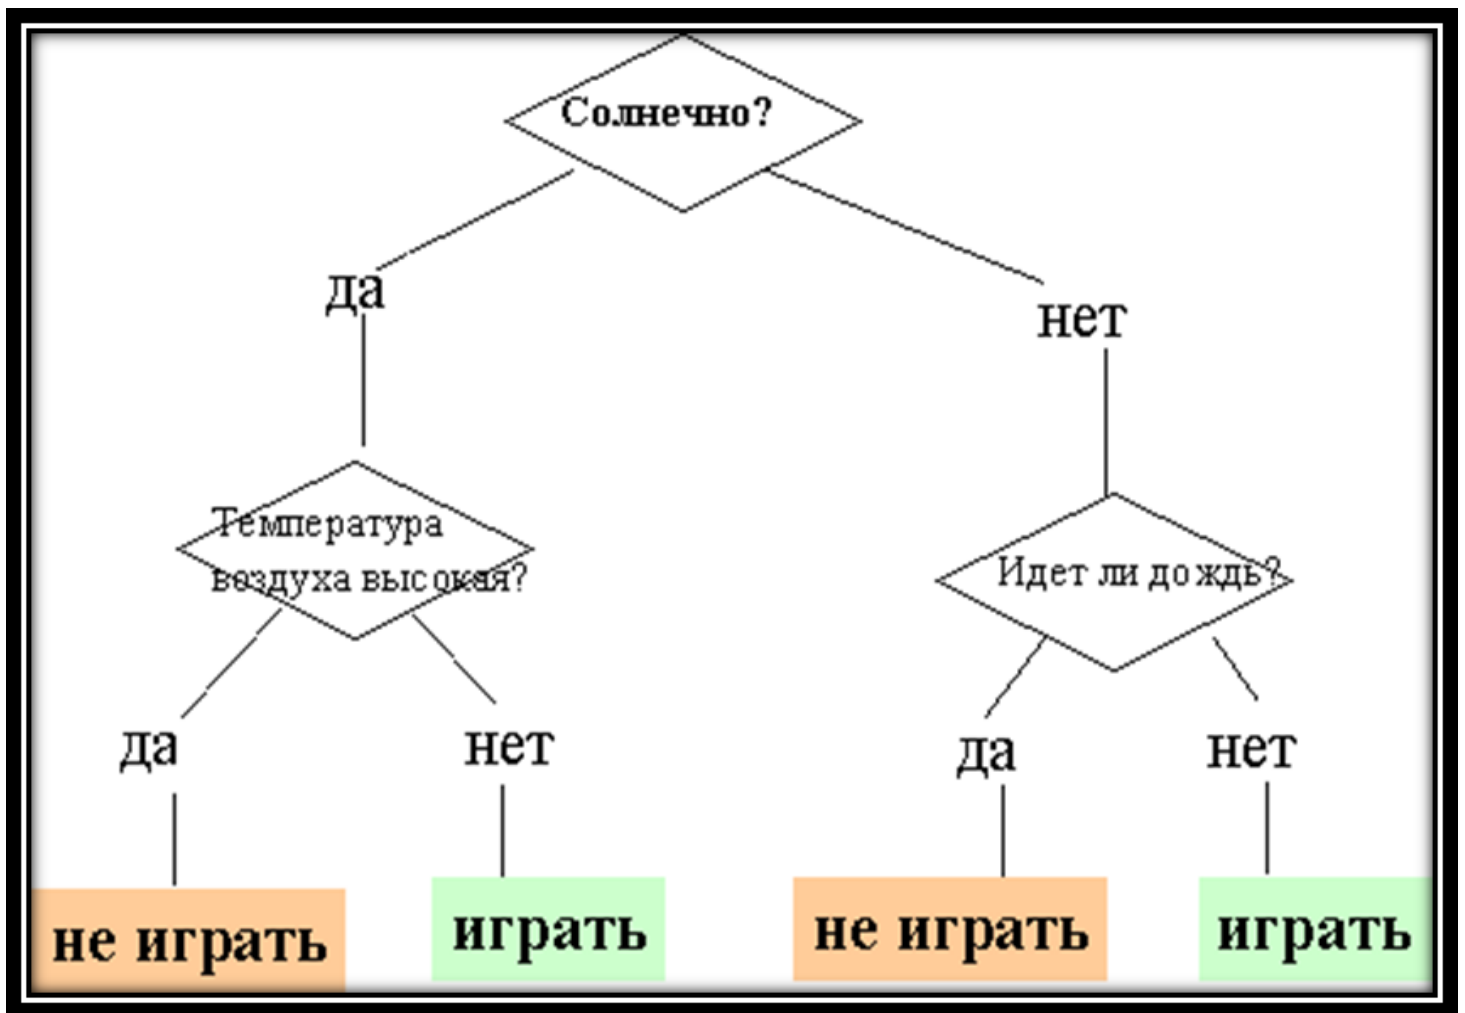 Солнечно?
да
нет
Температура
воздуха высокая?
Идет ли дождь?
да
нет
да
нет
не играть
играть
не играть
играть